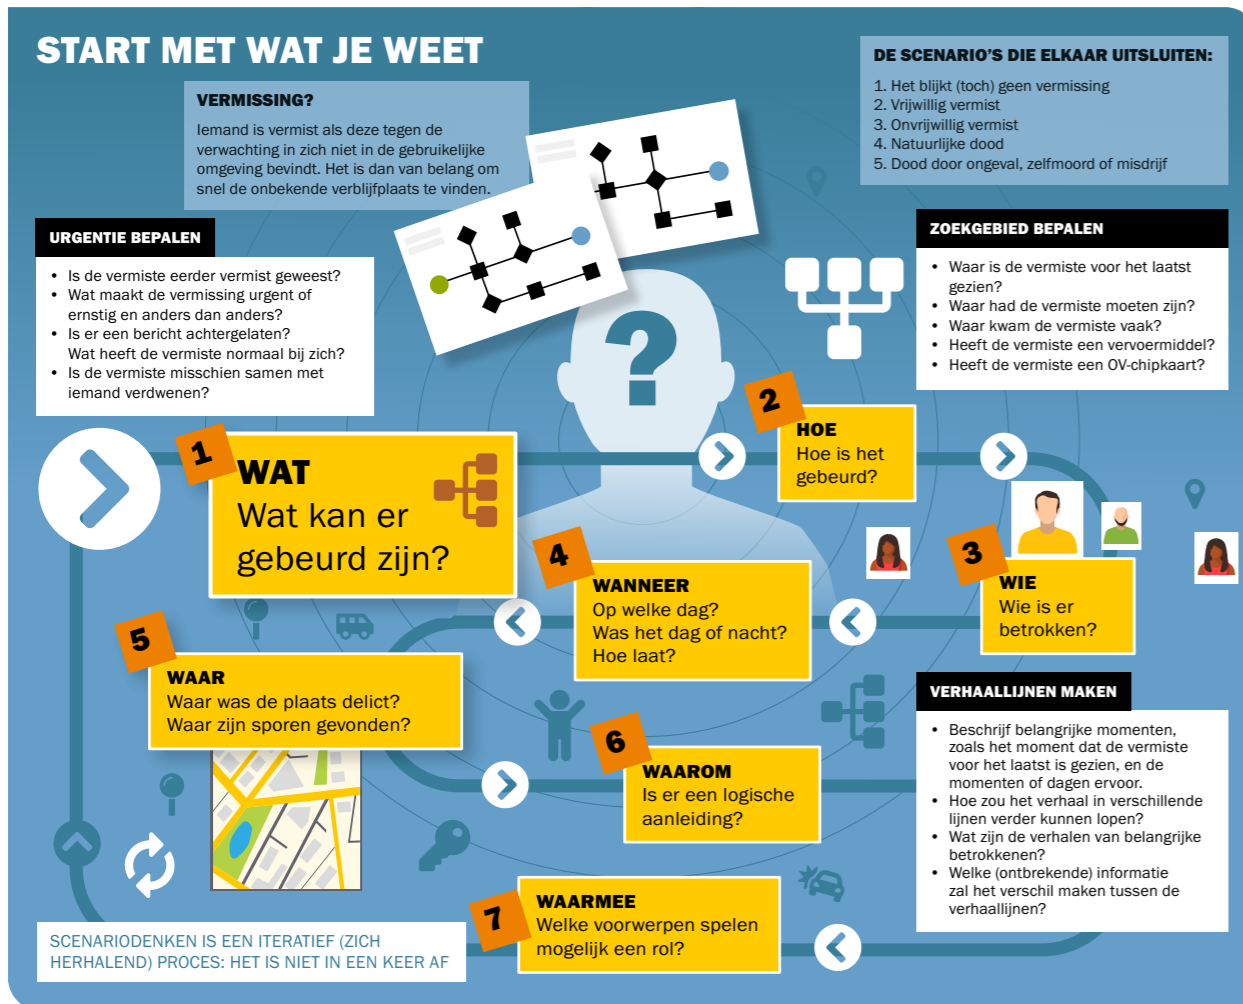 START MET WAT JE WEET
VERMISSING?
Iemand is vermist als deze tegen de
verwachting in zich niet in de gebruikelijke
omgeving bevindt. Het is dan van belang om
snel de onbekende verblijfplaats te vinden.
DE SCENARIO'S DIE ELKAAR UITSLUITEN:
1. Het blijkt (toch) geen vermissing
2. Vrijwillig vermist
3. Onvrijwillig vermist
4. Natuurlijke dood
5. Dood door ongeval, zelfmoord of misdrijf
URGENTIE BEPALEN
• Is de vermiste eerder vermist geweest?
• Wat maakt de vermissing urgent of
ernstig en anders dan anders?
• Is er een bericht achtergelaten?
Wat heeft de vermiste normaal bij zich?
• Is de vermiste misschien samen met
iemand verdwenen?
ZOEKGEBIED BEPALEN
• Waar is de vermiste voor het laatst
gezien?
• Waar had de vermiste moeten zijn?
• Waar kwam de vermiste vaak?
• Heeft de vermiste een vervoermiddel?
• Heeft de vermiste een OV-chipkaart?
?
1
WAT
Wat kan er
gebeurd zijn?
2
HOE
Hoe is het
gebeurd?
3
WIE
Wie is er
betrokken?
4
WANNEER
Op welke dag?
Was het dag of nacht?
Hoe laat?
5
WAAR
Waar was de plaats delict?
Waar zijn sporen gevonden?
6
WAAROM
Is er een logische
aanleiding?
VERHAALLIJNEN MAKEN
• Beschrijf belangrijke momenten,
zoals het moment dat de vermiste
voor het laatst is gezien, en de
momenten of dagen ervoor.
• Hoe zou het verhaal in verschillende
lijnen verder kunnen lopen?
• Wat zijn de verhalen van belangrijke
betrokkenen?
• Welke (ontbrekende) informatie
zal het verschil maken tussen de
verhaallijnen?
7
WAARMEE
Welke voorwerpen spelen
mogelijk een rol?
SCENARIODENKEN IS EEN ITERATIEF (ZICH
HERHALEND) PROCES: HET IS NIET IN EEN KEER AF